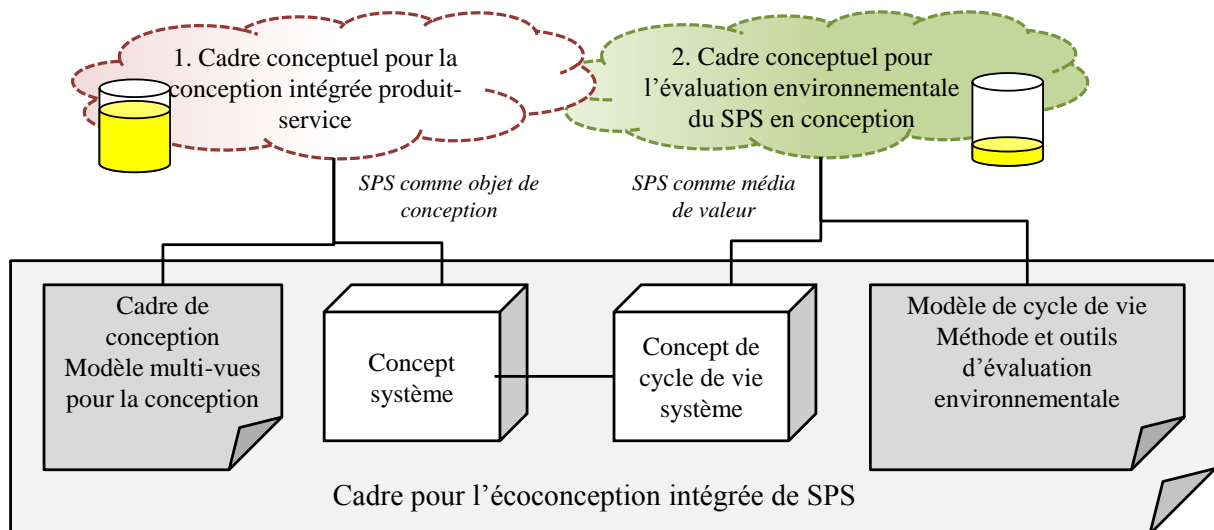 1. Cadre conceptuel pour la
conception intégrée produit-
service
2. Cadre conceptuel pour
l’évaluation environnementale
du SPS en conception
SPS comme objet de
conception
SPS comme média
de valeur
Cadre de
conception
Modèle multi-vues
pour la conception
Concept
système
Concept de
cycle de vie
système
Modèle de cycle de vie
Méthode et outils
d’évaluation
environnementale
Cadre pour l’écoconception intégrée de SPS